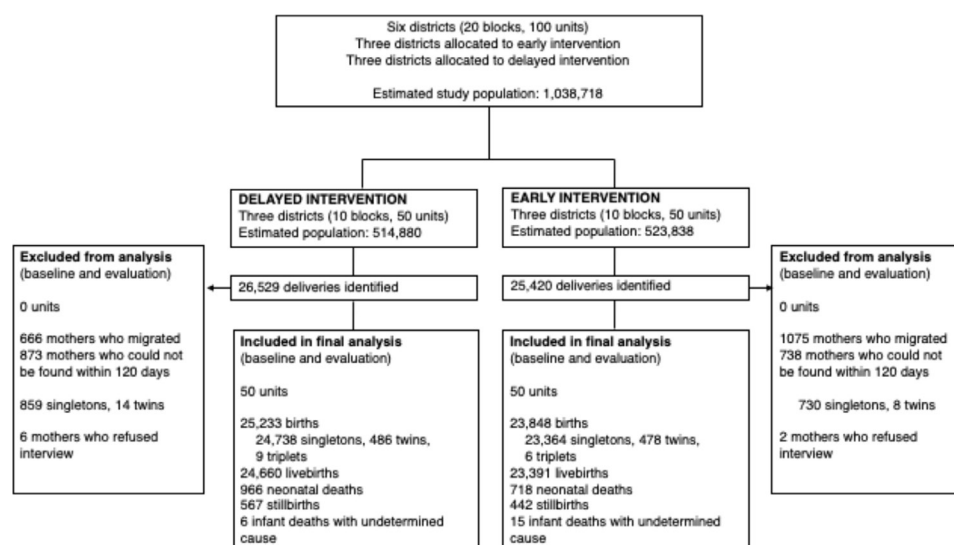 Six districts (20 blocks, 100 units)
Three districts allocated to early intervention
Three districts allocated to delayed intervention
Estimated study population: 1,038,718
DELAYED INTERVENTION
Three districts (10 blocks, 50 units)
Estimated population: 514,880
EARLY INTERVENTION
Three districts (10 blocks, 50 units)
Estimated population: 523,838
Excluded from analysis
(baseline and evaluation)
0 units
666 mothers who migrated
873 mothers who could not
be found within 120 days
859 singletons, 14 twins
6 mothers who refused
interview
26,529 deliveries identified
25,420 deliveries identified
Excluded from analysis
(baseline and evaluation)
0 units
1075 mothers who migrated
738 mothers who could not
be found within 120 days
730 singletons, 8 twins
2 mothers who refused
interview
Included in final analysis
(baseline and evaluation)
50 units
25,233 births
24,738 singletons, 486 twins,
9 triplets
24,660 livebirths
966 neonatal deaths
567 stillbirths
6 infant deaths with undetermined
cause
Included in final analysis
(baseline and evaluation)
50 units
23,848 births
23,364 singletons, 478 twins,
6 triplets
23,391 livebirths
718 neonatal deaths
442 stillbirths
15 infant deaths with undetermined
cause